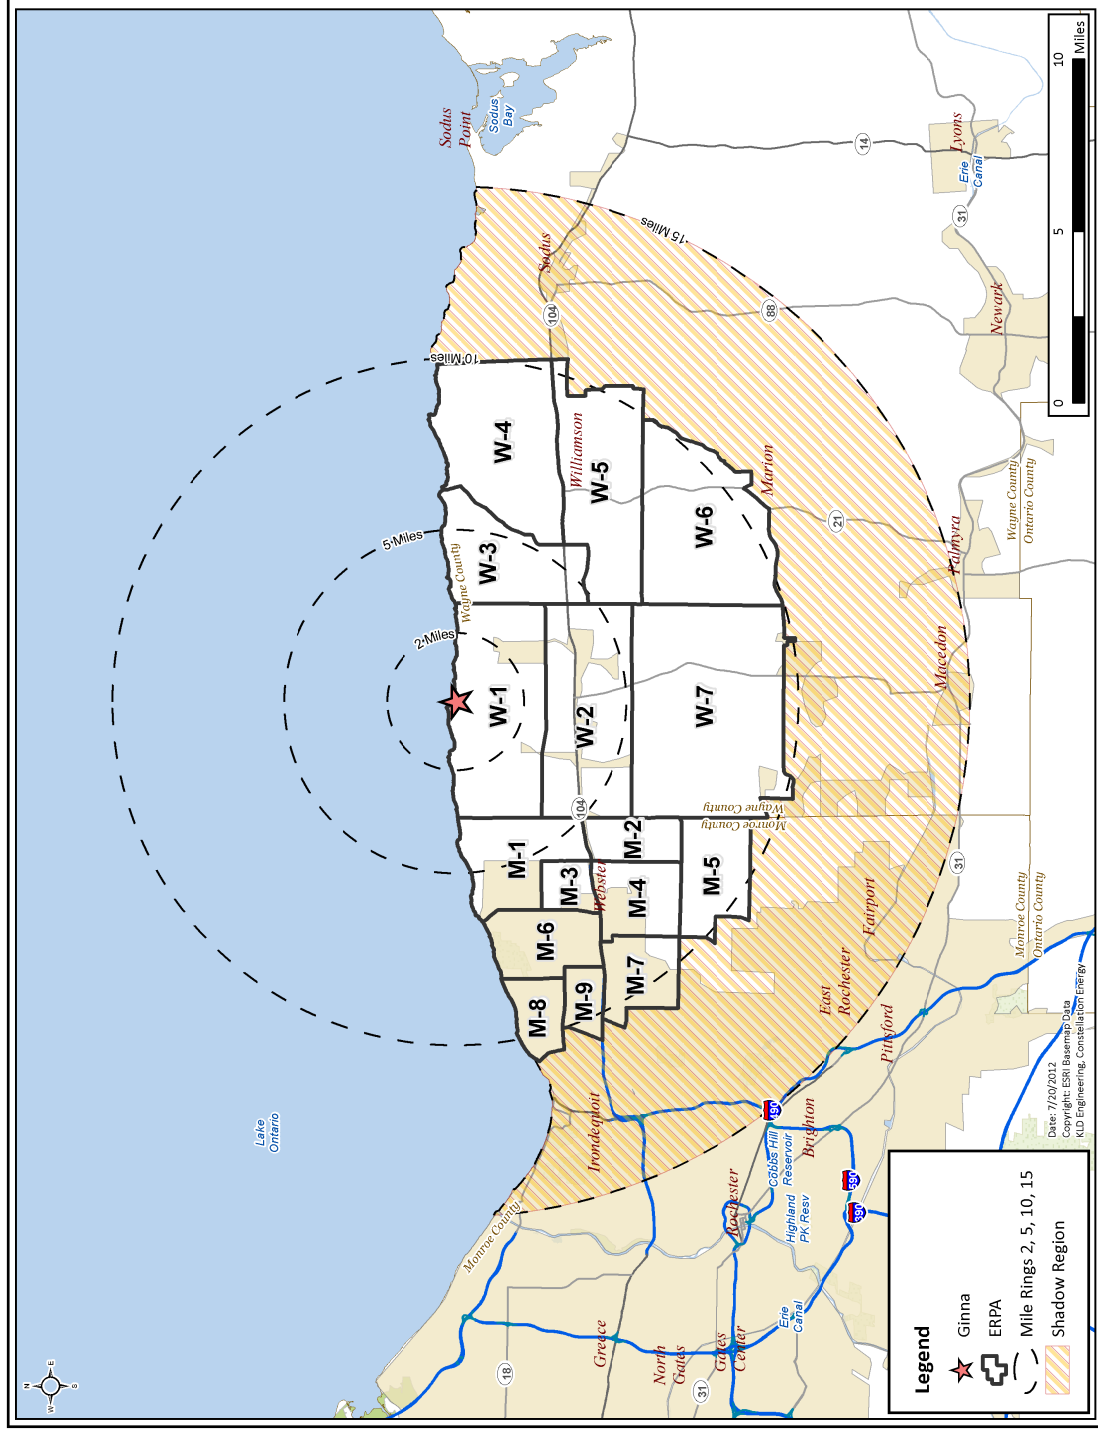 N
W
E
S
Lake
Ontario
Sodus
Point
Sodus
Bay
Lyons
Erie
Canal
14
31
Sodus
104
15 Miles
88
Newark
10 Miles
5 Miles
2 Miles
Wayne County
W-4
Williamson
W-5
W-3
W-6
Marion
21
Palmyra
Wayne County
Ontario County
W-1
W-2
W-7
Macedon
104
Wayne County
Monroe County
M-1
M-2
M-3
Webster
M-4
M-5
M-6
M-7
M-8
M-9
31
Fairport
East
Rochester
Pittsford
Monroe County
Ontario County
Irondequoit
490
Brighton
Cobbs Hill
Reservoir
Rochester
Highland
PK Resv
590
390
Monroe County
Greece
North
Gates
Gates
Center
Erie
Canal
18
31
Date: 7/20/2012
Copyright: ESRI Basemap Data
KLD Engineering, Constellation Energy
Legend
Ginna
ERPA
Mile Rings 2, 5, 10, 15
Shadow Region
0
5
10
Miles